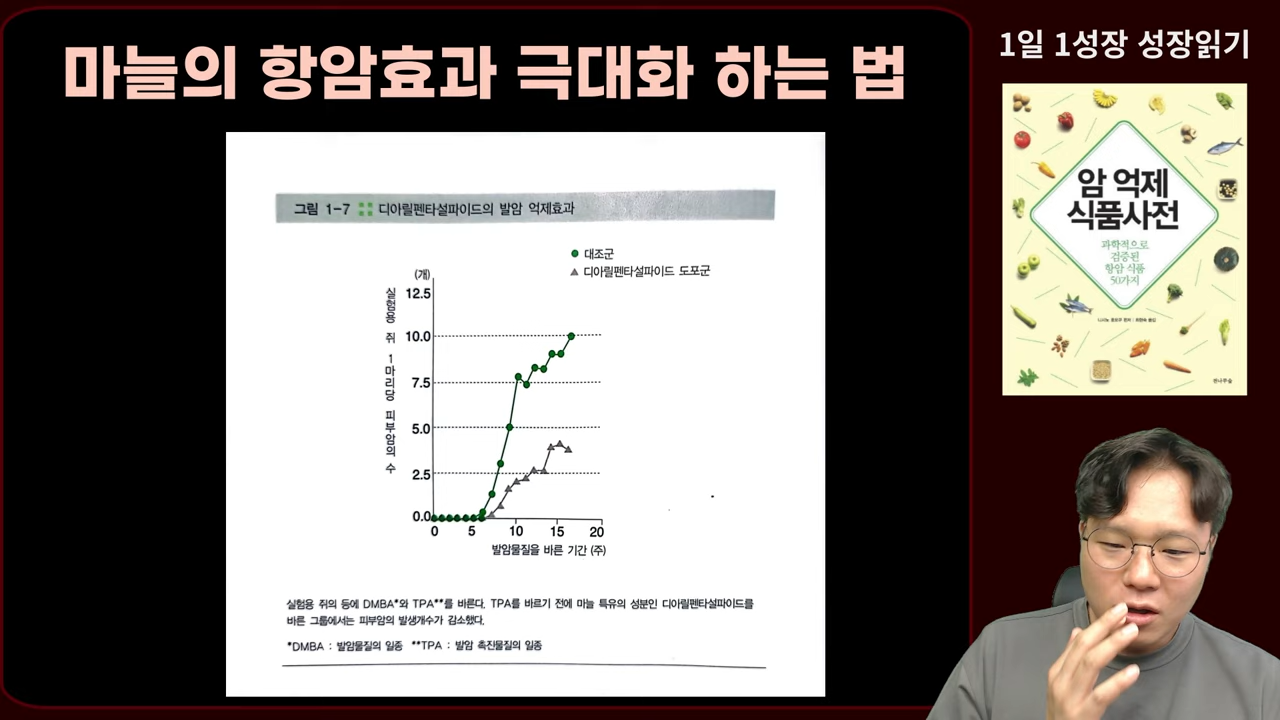 마늘의 항암효과 극대화 하는 법
1일 1성장 성장읽기
그림 1-7 디아릴펜타설파이드의 발암 억제효과
대조군
디아릴펜타설파이드 도포군
(개)
실험용 쥐 1마리당 피부암의 수
12.5
10.0
7.5
5.0
2.5
0.0
0 5 10 15 20
발암물질을 바른 기간 (주)
실험용 쥐의 등에 DMBA*와 TPA**를 바른다. TPA를 바르기 전에 마늘 특유의 성분인 디아릴펜타설파이드를
바른 그룹에서는 피부암의 발생개수가 감소했다.
*DMBA : 발암물질의 일종 **TPA : 발암 촉진물질의 일종
암 억제
식품사전
과학적으로
검증된
항암 식품
50가지
전나무숲